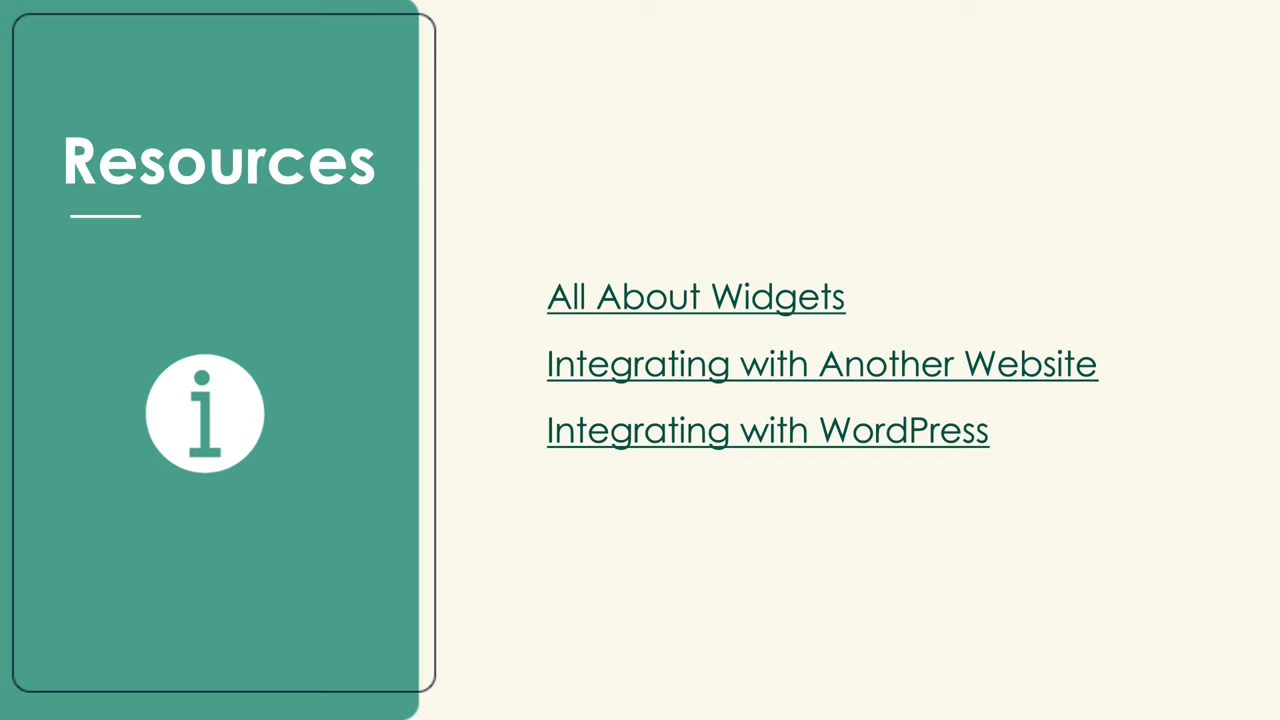 Resources
All About Widgets
Integrating with Another Website
Integrating with WordPress